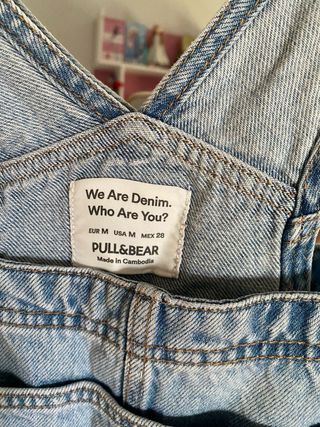 We Are Denim.
Who Are You?
EUR M USA M MEX 28
PULL&BEAR
Made in Cambodia